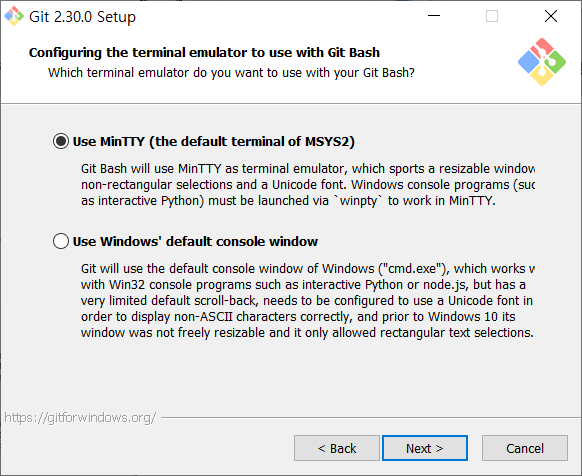 Git 2.30.0 Setup
Configuring the terminal emulator to use with Git Bash
Which terminal emulator do you want to use with your Git Bash?
Use MinTTY (the default terminal of MSYS2)
Git Bash will use MinTTY as terminal emulator, which sports a resizable window
non-rectangular selections and a Unicode font. Windows console programs (suc
as interactive Python) must be launched via `winpty` to work in MinTTY.
Use Windows' default console window
Git will use the default console window of Windows ("cmd.exe"), which works w
with Win32 console programs such as interactive Python or node.js, but has a
very limited default scroll-back, needs to be configured to use a Unicode font in
order to display non-ASCII characters correctly, and prior to Windows 10 its
window was not freely resizable and it only allowed rectangular text selections.
https://gitforwindows.org/
< Back
Next >
Cancel